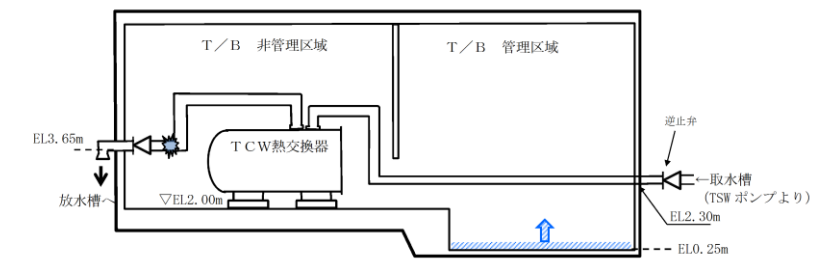 T／B 非管理区域
T／B 管理区域
逆止弁
EL3.65m
TCW熱交換器
←取水槽
(TSWポンプより)
放水槽へ
▽EL2.00m
EL2.30m
EL0.25m